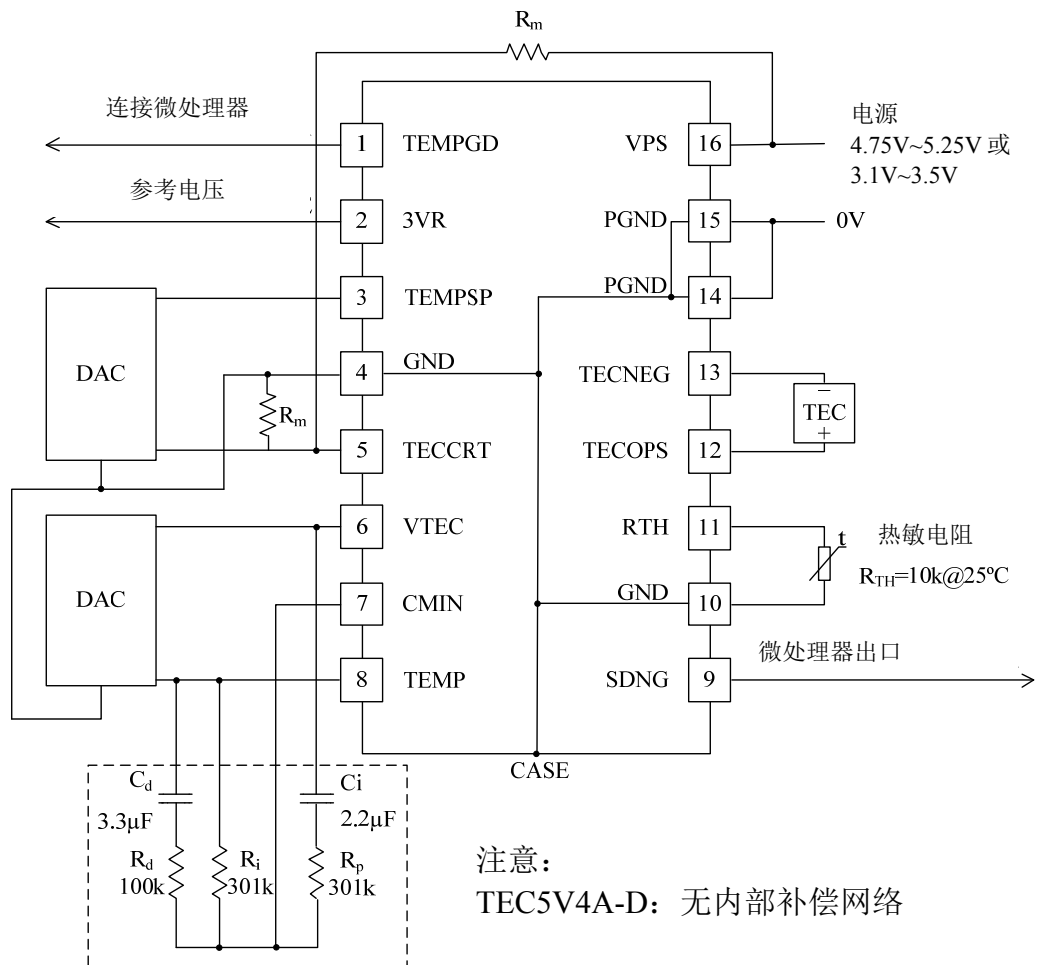 Rm
连接微处理器
参考电压
电源
4.75V~5.25V 或
3.1V~3.5V
0V
1 TEMPGD
2 3VR
3 TEMPSP
4 GND
5 TECCRT
6 VTEC
7 CMIN
8 TEMP
VPS 16
PGND 15
PGND 14
TECNEG 13
TECOPS 12
RTH 11
GND 10
SDNG 9
DAC
Rm
DAC
−
TEC
+
t
热敏电阻
RTH=10k@25ºC
微处理器出口
CASE
Cd
3.3μF
Ci
2.2μF
Rd
100k
Ri
301k
Rp
301k
注意：
TEC5V4A-D：无内部补偿网络